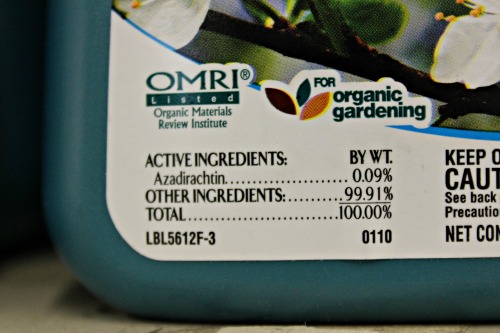 OMRI®
Listed
Organic Materials
Review Institute
FOR
organic
gardening
ACTIVE INGREDIENTS: BY WT.
Azadirachtin.................... 0.09%
OTHER INGREDIENTS:............ 99.91%
TOTAL.............................100.00%
LBL5612F-3 0110
KEEP O
CAUT
See back
Precautio
NET CON